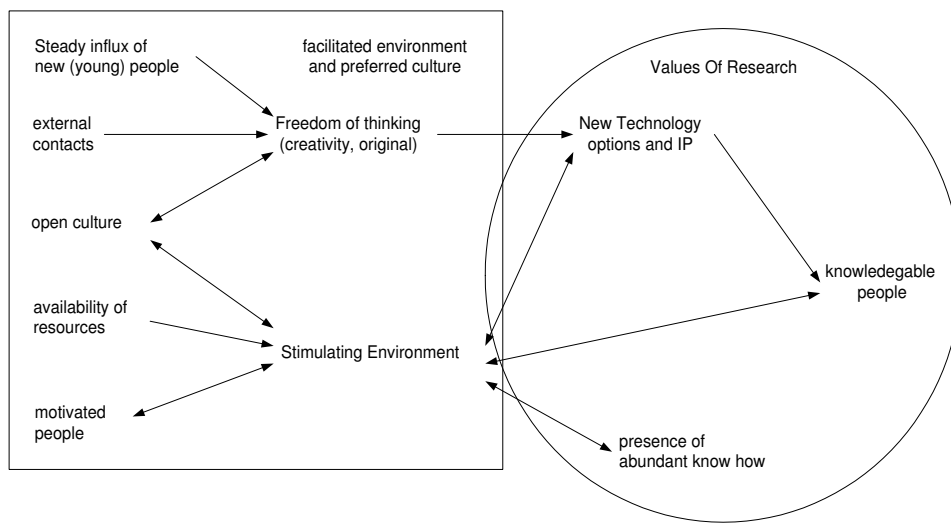 Steady influx of
new (young) people
facilitated environment
and preferred culture
Values Of Research
external
contacts
Freedom of thinking
(creativity, original)
New Technology
options and IP
open culture
knowledegable
people
availability of
resources
Stimulating Environment
motivated
people
presence of
abundant know how